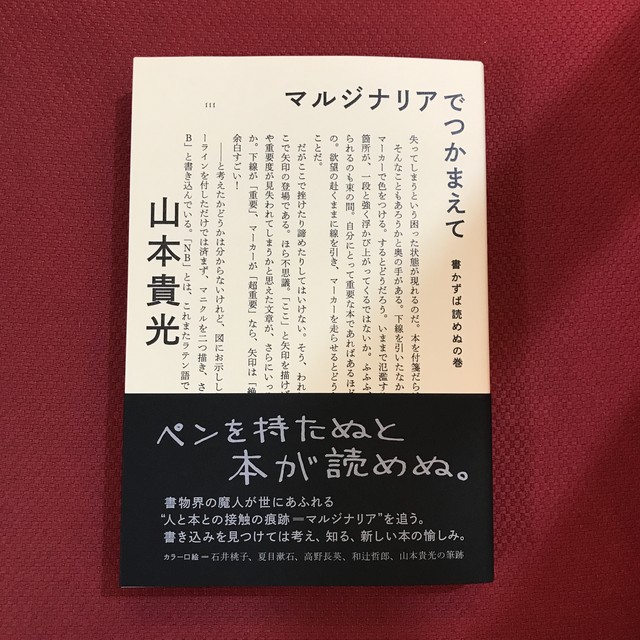 マルジナリアでつかまえて
書かずば読めぬの巻
山本貴光
111
失ってしまうという困った状態が現れるのだ。本を付箋だら
そんなこともあろうかと奥の手がある。下線を引いたなか
マーカーで色をつける。するとどうだろう。いままで氾濫す
箇所が、一段と強く浮かび上がってくるではないか。ふふふ、
られるのも束の間。自分にとって重要な本であればあるほど
の。欲望の赴くままに線を引き、マーカーを走らせるとどうな
ことだ。
だがここで挫けたり諦めたりしてはいけない。そう、われ
こで矢印の登場である。ほら不思議。「ここ」と矢印を描けば
や重要度が見失われてしまうかと思えた文章が、さらにいっ
か。下線が「重要」、マーカーが「超重要」なら、矢印は「絶
余白すごい！
――と考えたかどうかは分からないけれど、図にお示しし
ーラインを付しただけでは済まず、マニクルを二つ描き、さ
B」と書き込んでいる。「NB」とは、これまたラテン語で
ペンを持たぬと
本が読めぬ。
書物界の魔人が世にあふれる
“人と本との接触の痕跡＝マルジナリア”を追う。
書き込みを見つけては考え、知る、新しい本の愉しみ。
カラー口絵＝石井桃子、夏目漱石、高野長英、和辻哲郎、山本貴光の筆跡